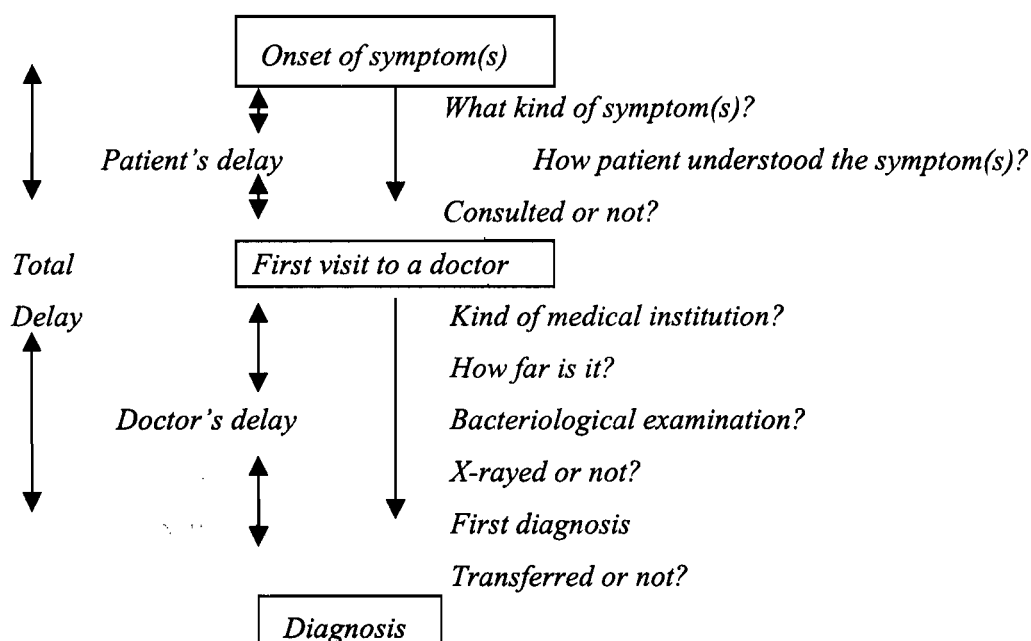 Onset of symptom(s)
What kind of symptom(s)?
Patient's delay
How patient understood the symptom(s)?
Consulted or not?
Total
Delay
First visit to a doctor
Kind of medical institution?
How far is it?
Doctor's delay
Bacteriological examination?
X-rayed or not?
First diagnosis
Transferred or not?
Diagnosis